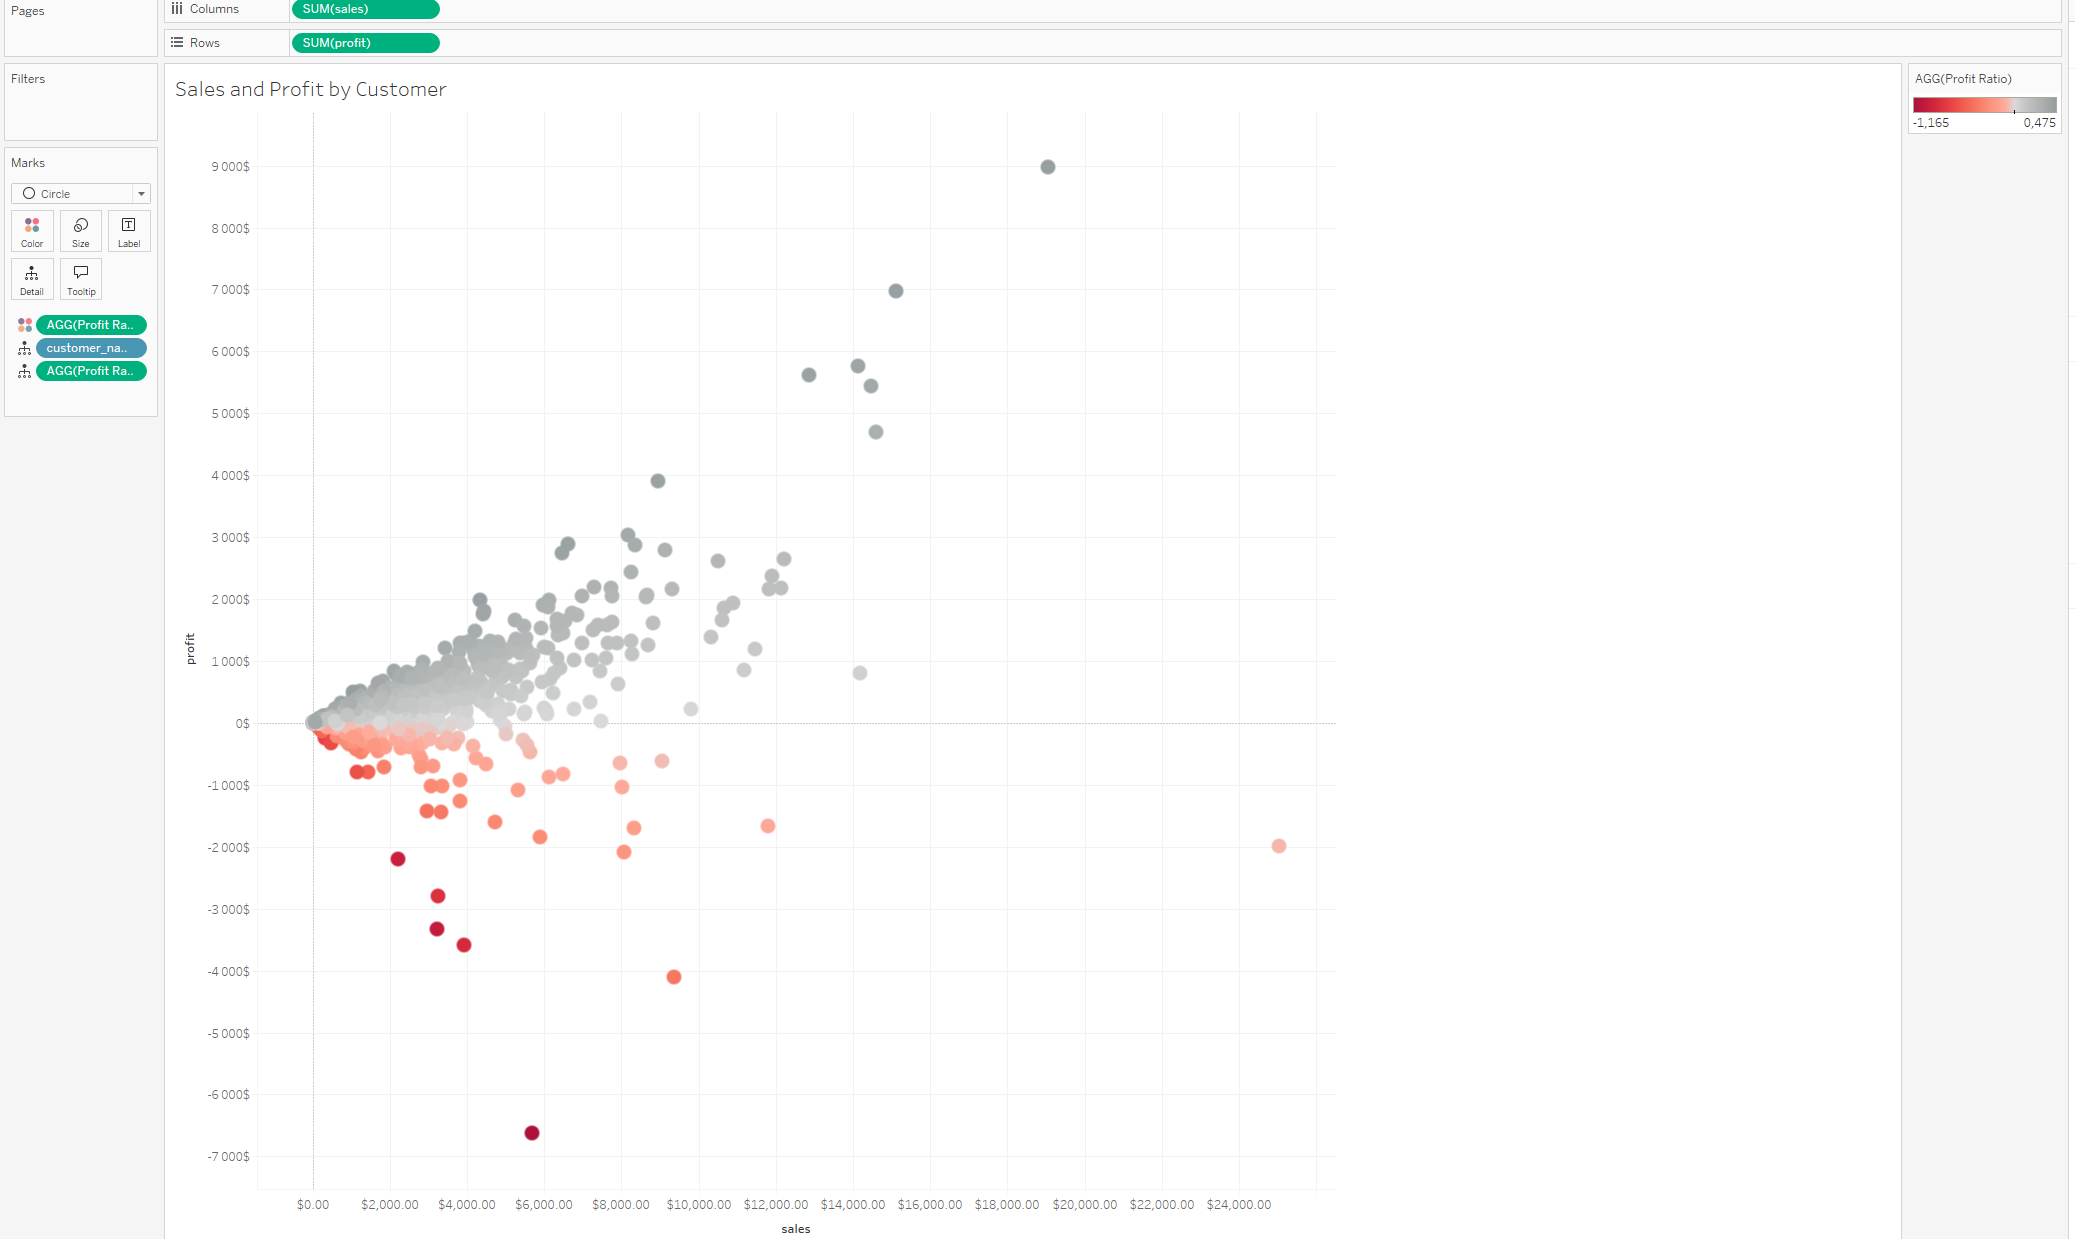 Pages
Columns
SUM(sales)
Rows
SUM(profit)
Filters
Marks
Circle
Color
Size
Label
Detail
Tooltip
AGG(Profit Ra..
customer_na..
AGG(Profit Ra..
Sales and Profit by Customer
9 000$
8 000$
7 000$
6 000$
5 000$
4 000$
3 000$
2 000$
1 000$
0$
-1 000$
-2 000$
-3 000$
-4 000$
-5 000$
-6 000$
-7 000$
profit
$0.00 $2,000.00 $4,000.00 $6,000.00 $8,000.00 $10,000.00 $12,000.00 $14,000.00 $16,000.00 $18,000.00 $20,000.00 $22,000.00 $24,000.00
sales
AGG(Profit Ratio)
-1,165 0,475